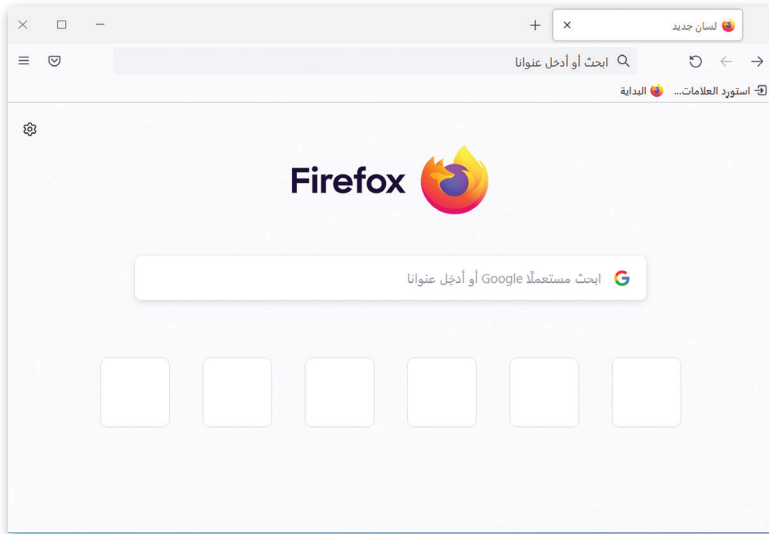 لسان جديد
ابحث أو أدخل عنوانا
استورد العلامات... البداية
Firefox
ابحث مستعملًا Google أو أدخِل عنوانا